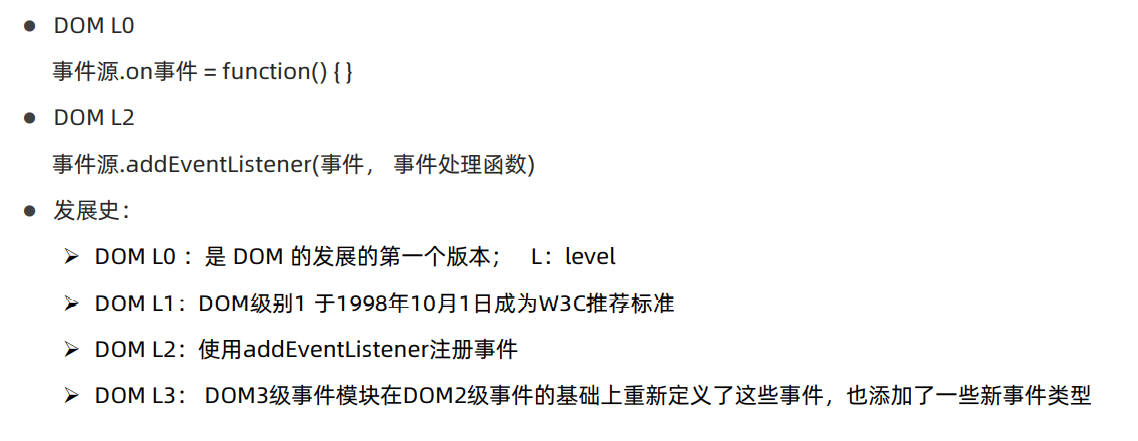 ● DOM L0
事件源.on事件 = function() { }
● DOM L2
事件源.addEventListener(事件， 事件处理函数)
● 发展史：
➢ DOM L0 ：是 DOM 的发展的第一个版本； L：level
➢ DOM L1：DOM级别1 于1998年10月1日成为W3C推荐标准
➢ DOM L2：使用addEventListener注册事件
➢ DOM L3： DOM3级事件模块在DOM2级事件的基础上重新定义了这些事件，也添加了一些新事件类型